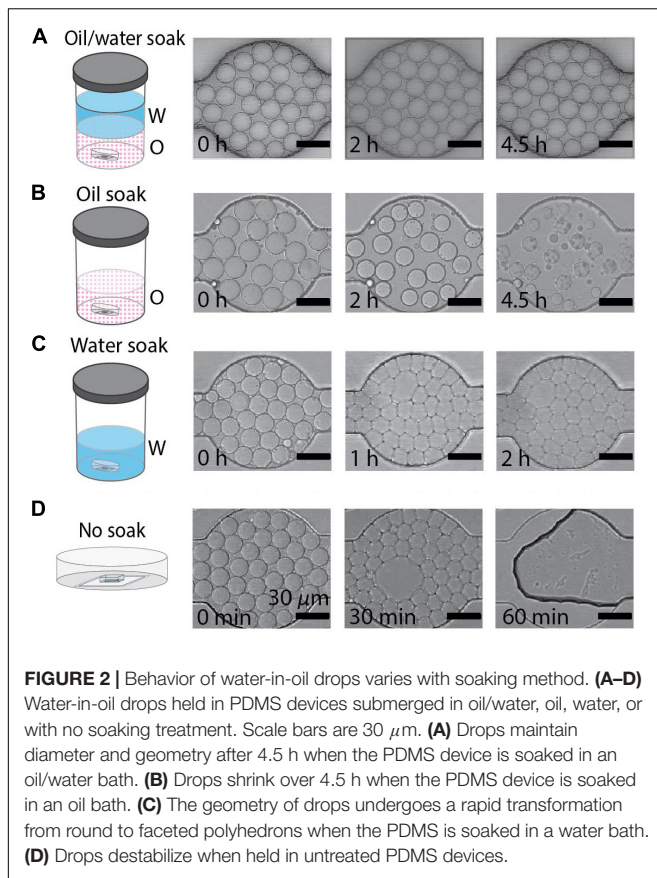 A
Oil/water soak
W
O
0 h
2 h
4.5 h
B
Oil soak
O
0 h
2 h
4.5 h
C
Water soak
W
0 h
1 h
2 h
D
No soak
30 μm
0 min
30 min
60 min
FIGURE 2 | Behavior of water-in-oil drops varies with soaking method. (A–D)
Water-in-oil drops held in PDMS devices submerged in oil/water, oil, water, or
with no soaking treatment. Scale bars are 30 μm. (A) Drops maintain
diameter and geometry after 4.5 h when the PDMS device is soaked in an
oil/water bath. (B) Drops shrink over 4.5 h when the PDMS device is soaked
in an oil bath. (C) The geometry of drops undergoes a rapid transformation
from round to faceted polyhedrons when the PDMS is soaked in a water bath.
(D) Drops destabilize when held in untreated PDMS devices.